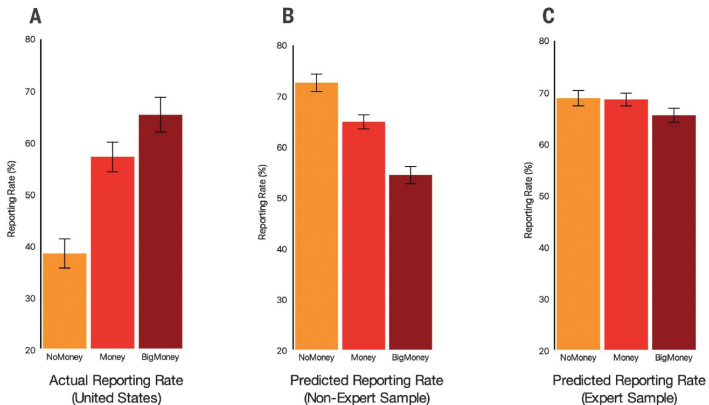 A
80
70
60
50
40
30
20
Reporting Rate (%)
NoMoney Money BigMoney
Actual Reporting Rate
(United States)
B
80
70
60
50
40
30
20
Reporting Rate (%)
NoMoney Money BigMoney
Predicted Reporting Rate
(Non-Expert Sample)
C
80
70
60
50
40
30
20
Reporting Rate (%)
NoMoney Money BigMoney
Predicted Reporting Rate
(Expert Sample)